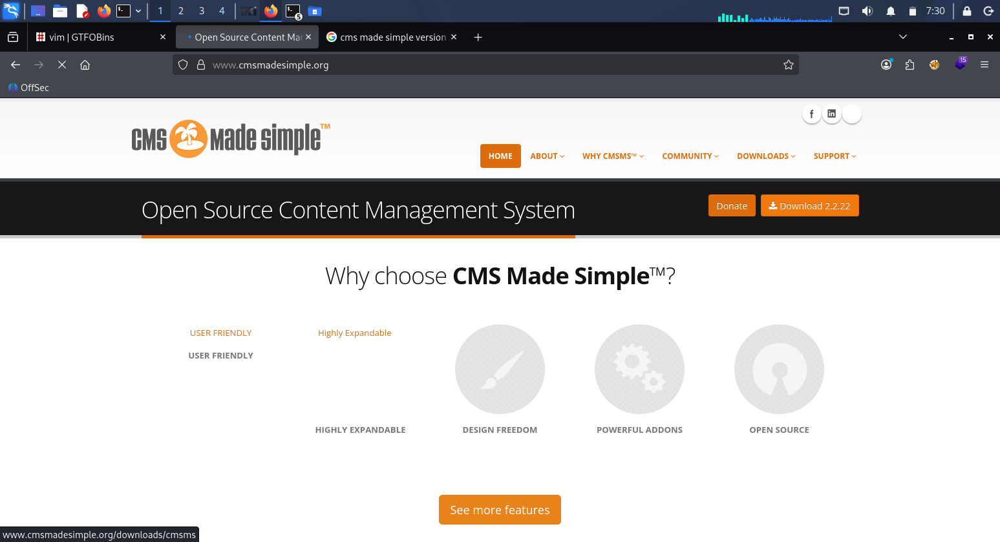 1 2 3 4 5 7:30
vim | GTFOBins
Open Source Content Mar
cms made simple version
www.cmsmadesimple.org
15
OffSec
CMS Made Simple™
HOME ABOUT WHY CMSMS™ COMMUNITY DOWNLOADS SUPPORT
Open Source Content Management System
Donate Download 2.2.22
Why choose CMS Made Simple™?
USER FRIENDLY Highly Expandable
USER FRIENDLY
HIGHLY EXPANDABLE DESIGN FREEDOM POWERFUL ADDONS OPEN SOURCE
See more features
www.cmsmadesimple.org/downloads/cmsms